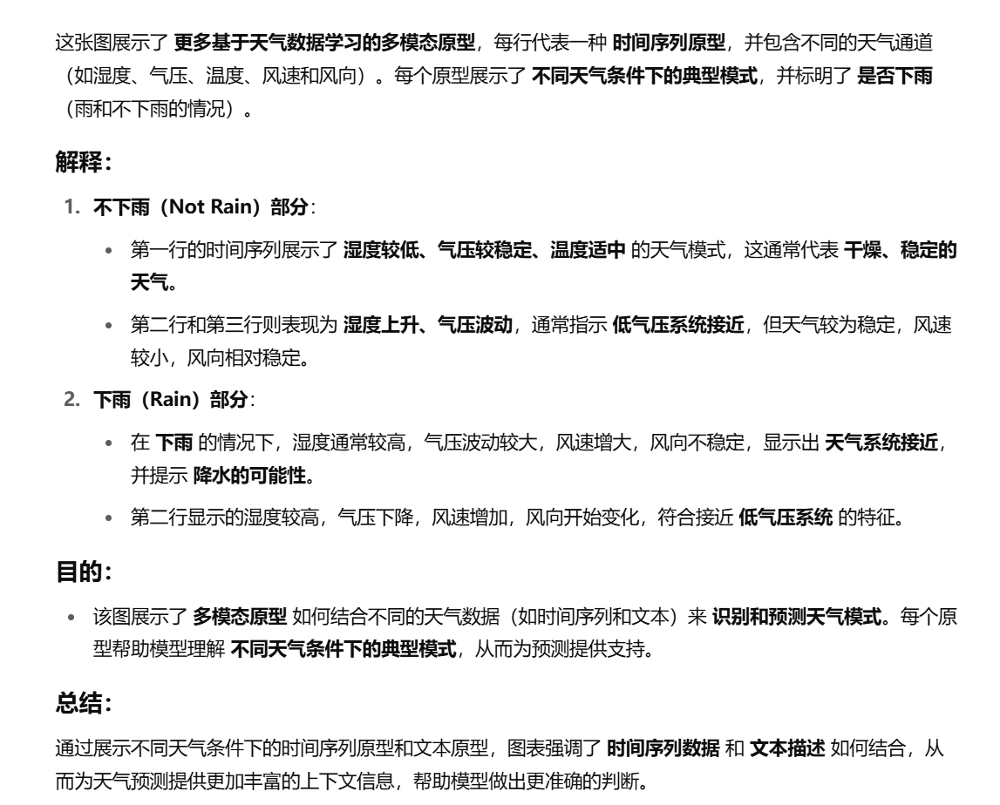 这张图展示了 更多基于天气数据学习的多模态原型，每行代表一种 时间序列原型，并包含不同的天气通道
（如湿度、气压、温度、风速和风向）。每个原型展示了 不同天气条件下的典型模式，并标明了 是否下雨
（雨和不下雨的情况）。
解释：
1. 不下雨（Not Rain）部分：
• 第一行的时间序列展示了 湿度较低、气压较稳定、温度适中 的天气模式，这通常代表 干燥、稳定的
天气。
• 第二行和第三行则表现为 湿度上升、气压波动，通常指示 低气压系统接近，但天气较为稳定，风速
较小，风向相对稳定。
2. 下雨（Rain）部分：
• 在 下雨 的情况下，湿度通常较高，气压波动较大，风速增大，风向不稳定，显示出 天气系统接近，
并提示 降水的可能性。
• 第二行显示的湿度较高，气压下降，风速增加，风向开始变化，符合接近 低气压系统 的特征。
目的：
• 该图展示了 多模态原型 如何结合不同的天气数据（如时间序列和文本）来 识别和预测天气模式。每个原
型帮助模型理解 不同天气条件下的典型模式，从而为预测提供支持。
总结：
通过展示不同天气条件下的时间序列原型和文本原型，图表强调了 时间序列数据 和 文本描述 如何结合，从
而为天气预测提供更加丰富的上下文信息，帮助模型做出更准确的判断。